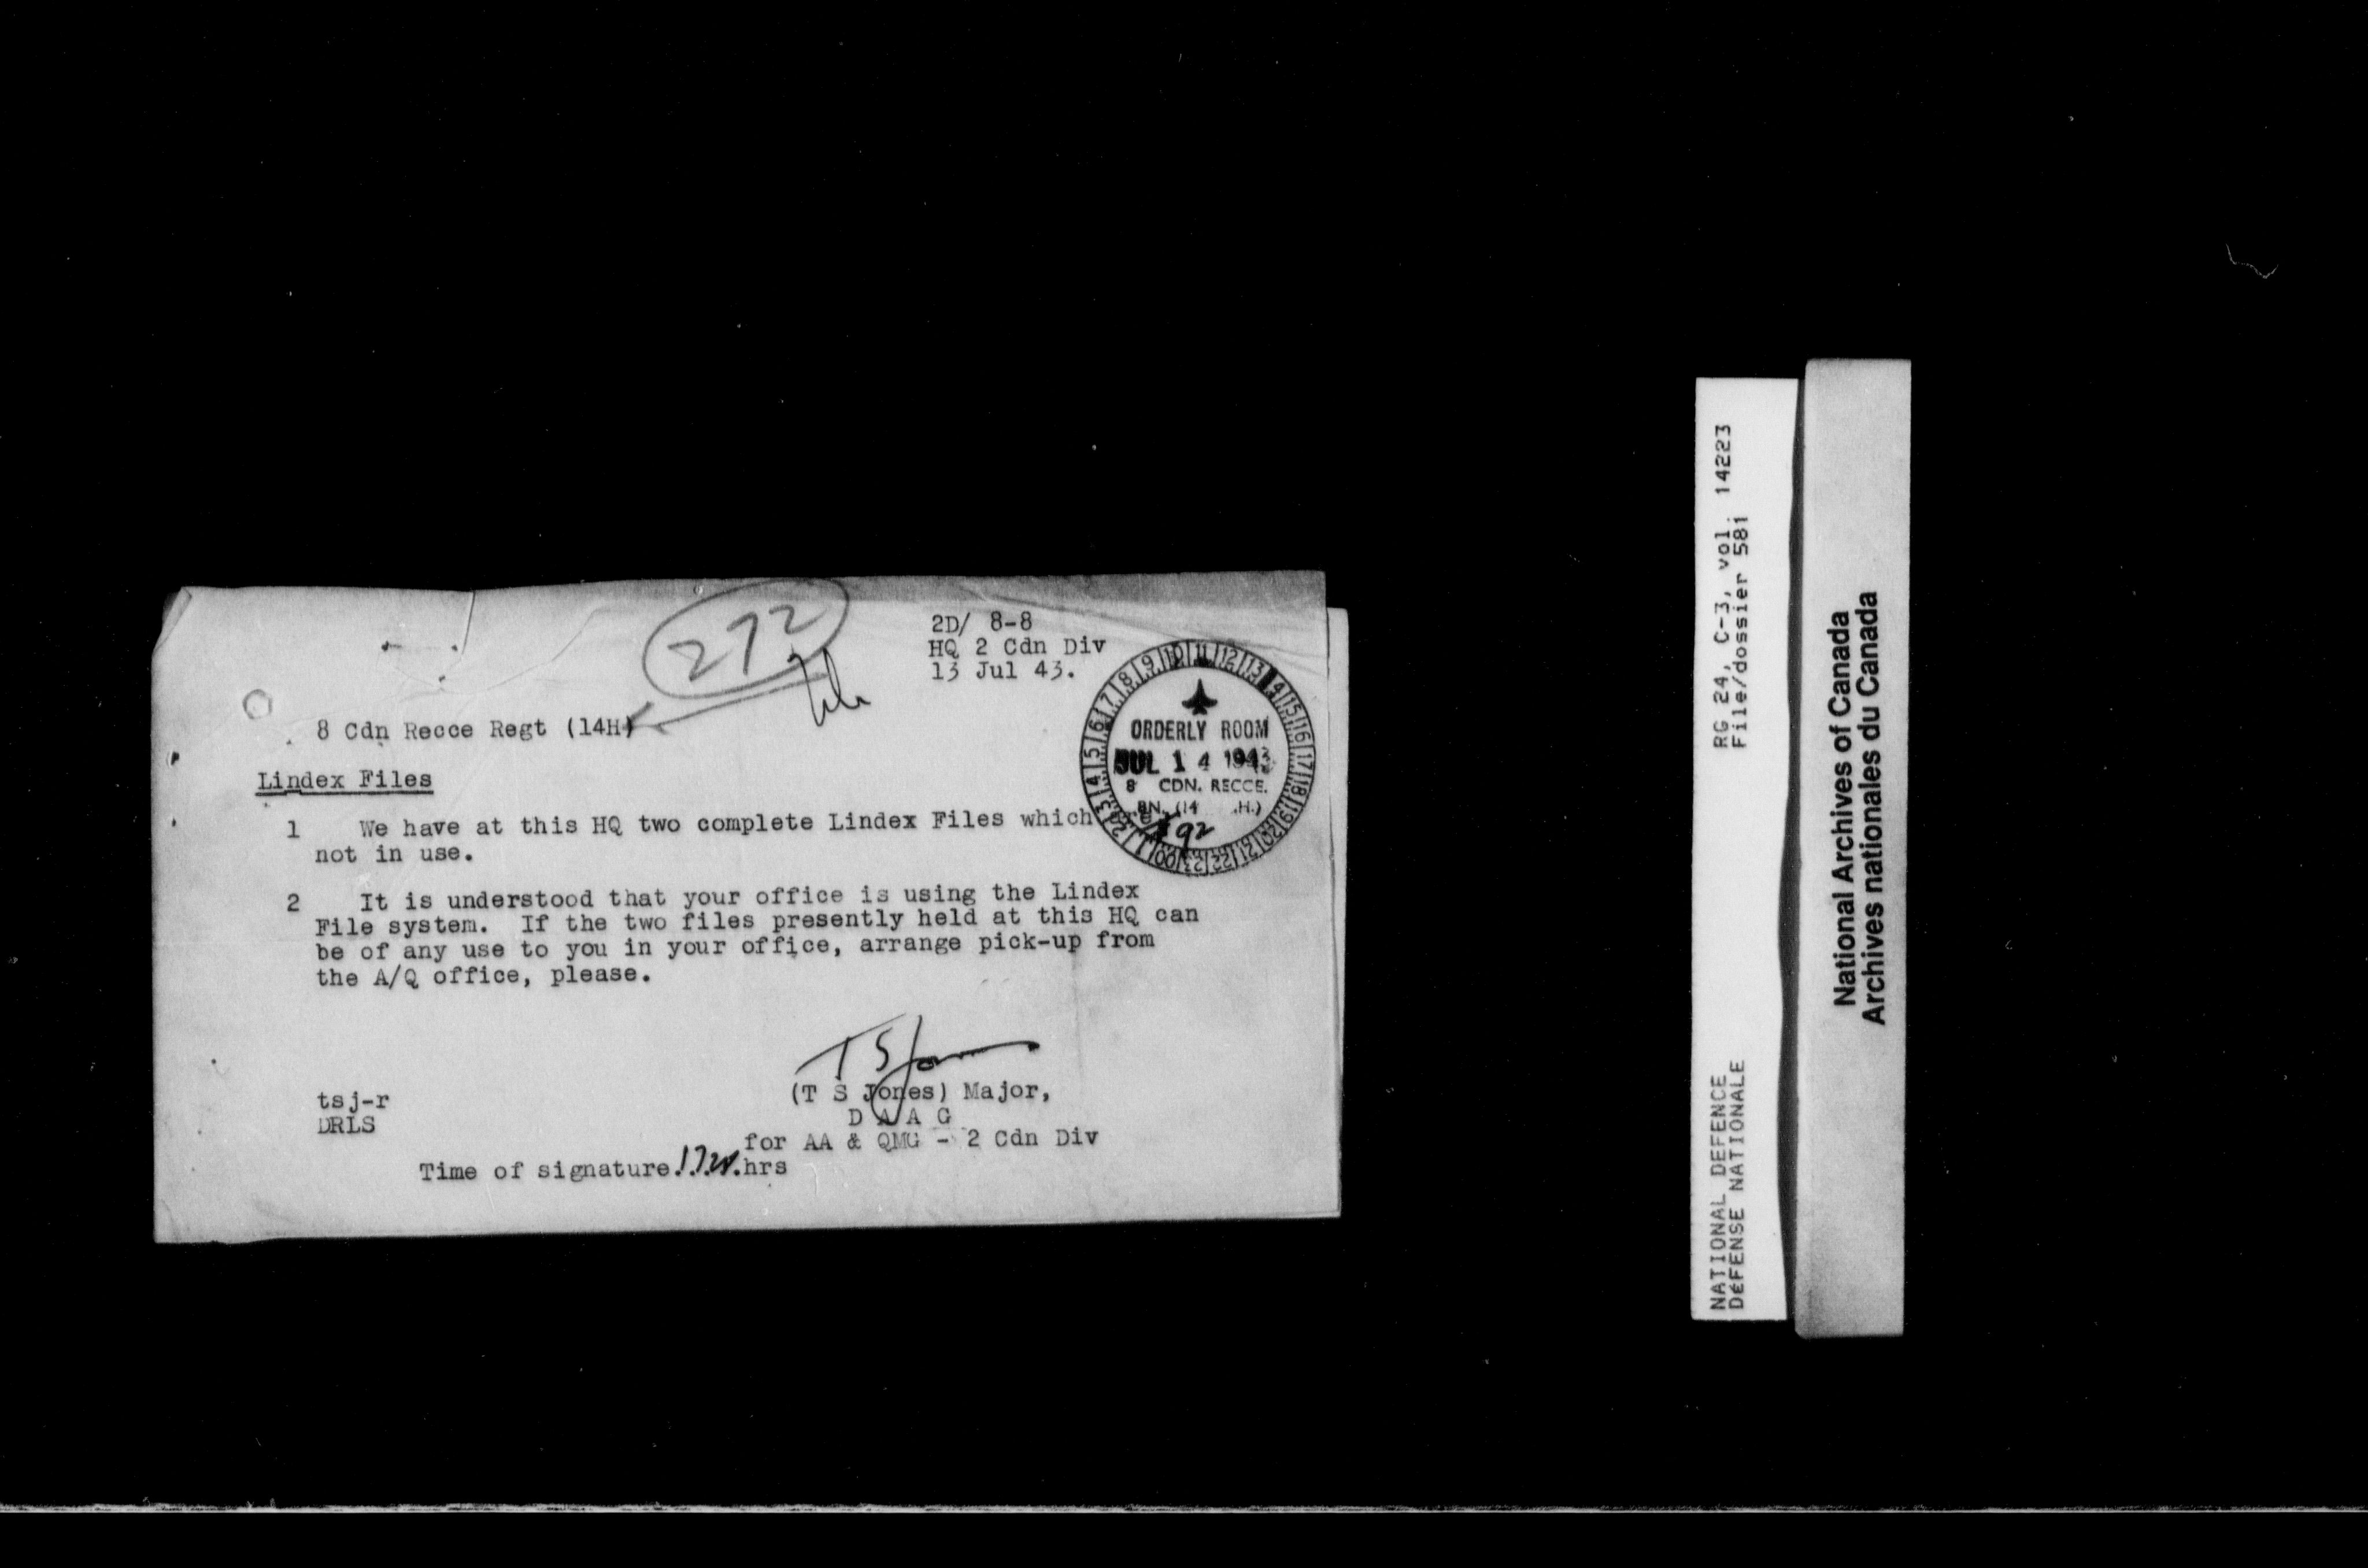 272
2D/ 8-8
HQ 2 Cdn Div
13 Jul 43.
8 Cdn Recce Regt (14H)
ORDERLY ROOM
JUL 14 1943
8 CDN. RECCE.
BN. (14 .H.)
Lindex Files
1 We have at this HQ two complete Lindex Files which are
not in use.
2 It is understood that your office is using the Lindex
File system. If the two files presently held at this HQ can
be of any use to you in your office, arrange pick-up from
the A/Q office, please.
T S Jones
(T S Jones) Major,
D A A G
for AA & QMG - 2 Cdn Div
tsj-r
DRLS
Time of signature hrs
RG 24, C-3, vol. 14223
File/dossier 581
NATIONAL DEFENCE
DéFENSE NATIONALE
National Archives of Canada
Archives nationales du Canada